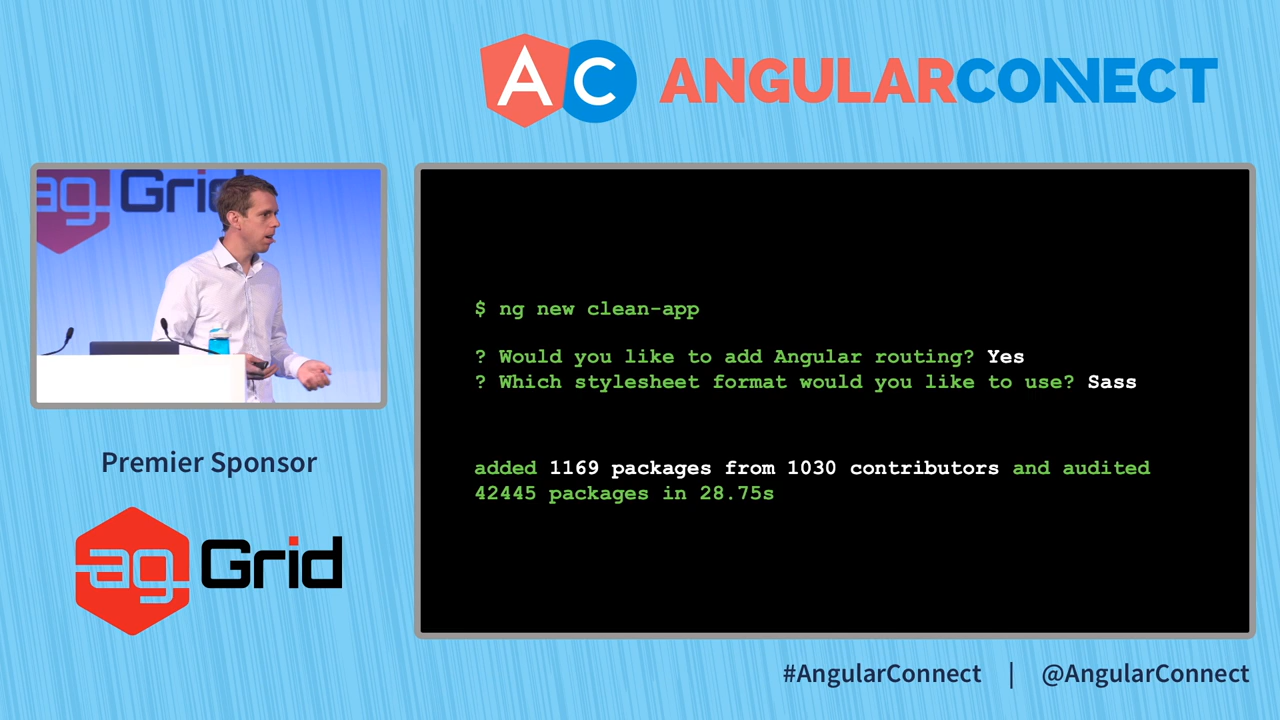 AC ANGULARCONNECT
ag Grid
$ ng new clean-app
? Would you like to add Angular routing? Yes
? Which stylesheet format would you like to use? Sass
added 1169 packages from 1030 contributors and audited
42445 packages in 28.75s
Premier Sponsor
ag Grid
#AngularConnect | @AngularConnect